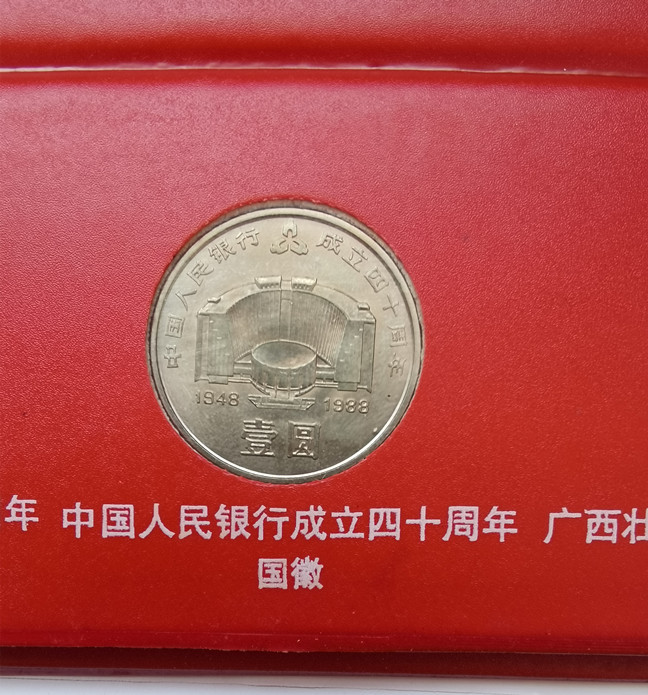 中国人民银行 成立四十周年
1948 1988
壹圆
年 中国人民银行成立四十周年 广西壮
国徽